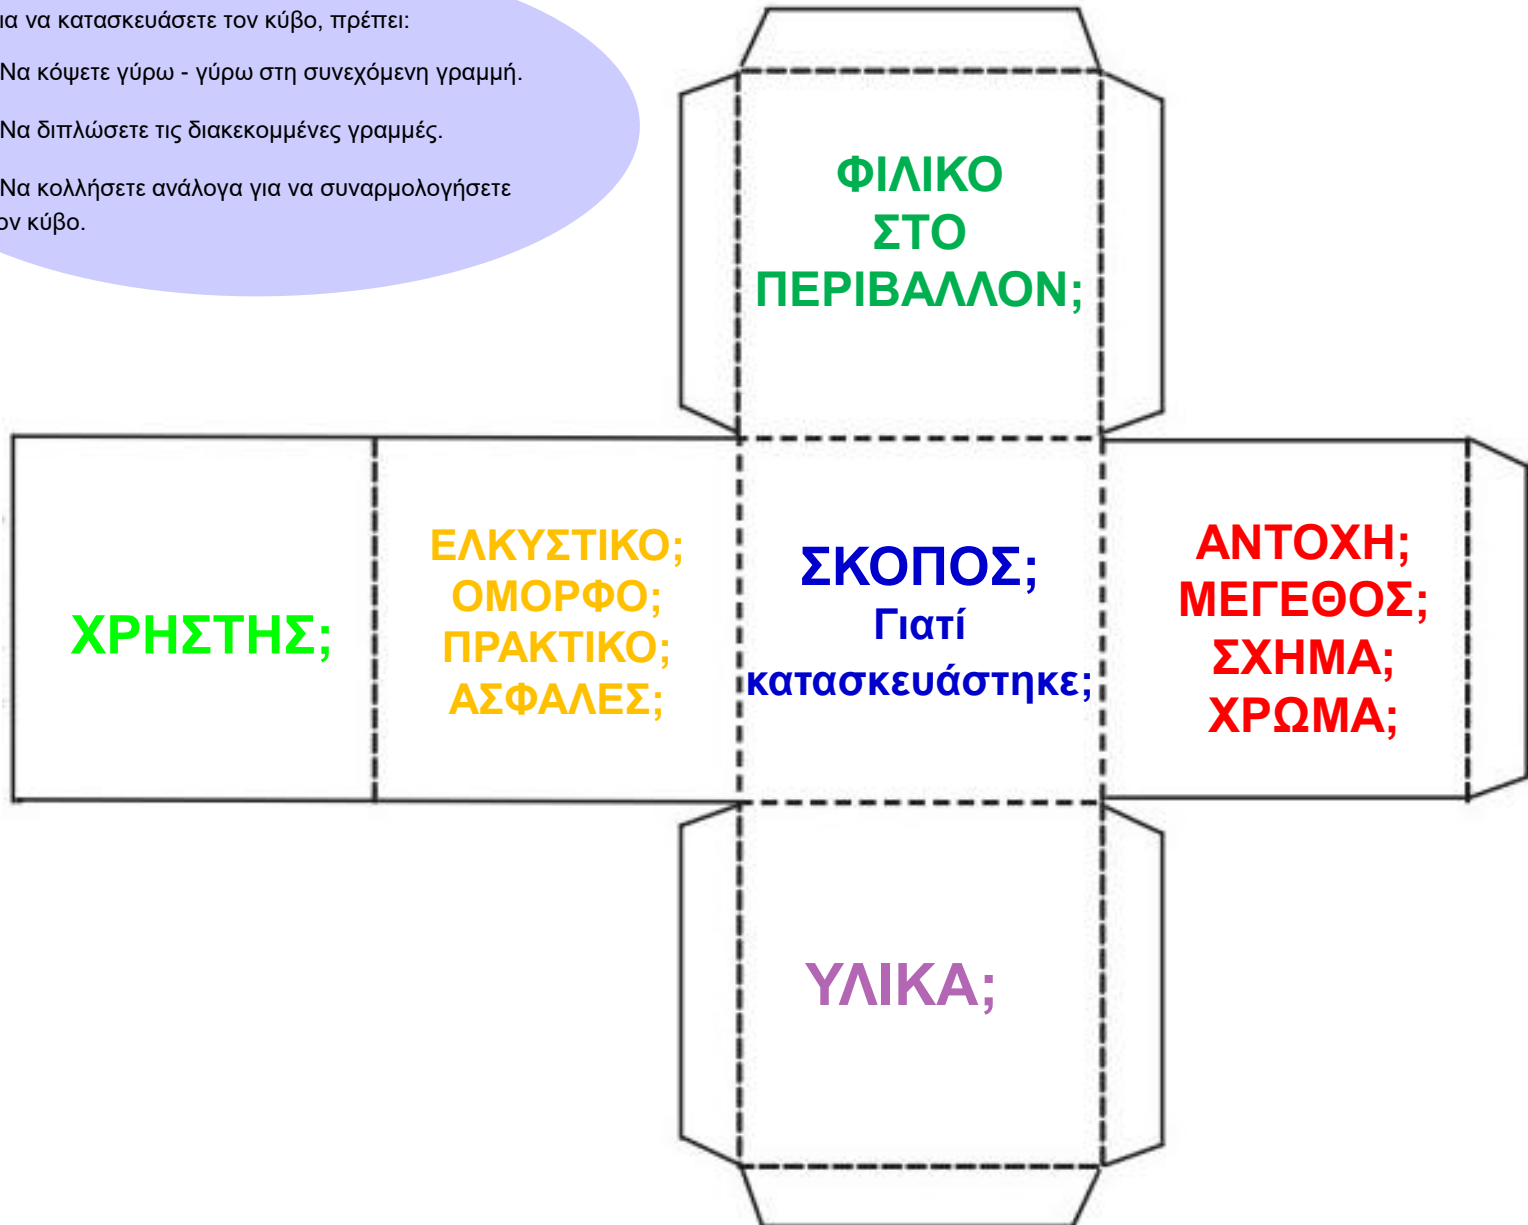 ια να κατασκευάσετε τον κύβο, πρέπει:
Να κόψετε γύρω - γύρω στη συνεχόμενη γραμμή.
Να διπλώσετε τις διακεκομμένες γραμμές.
Να κολλήσετε ανάλογα για να συναρμολογήσετε
ον κύβο.
ΦΙΛΙΚΟ
ΣΤΟ
ΠΕΡΙΒΑΛΛΟΝ;
ΧΡΗΣΤΗΣ;
ΕΛΚΥΣΤΙΚΟ;
ΟΜΟΡΦΟ;
ΠΡΑΚΤΙΚΟ;
ΑΣΦΑΛΕΣ;
ΣΚΟΠΟΣ;
Γιατί
κατασκευάστηκε;
ΑΝΤΟΧΗ;
ΜΕΓΕΘΟΣ;
ΣΧΗΜΑ;
ΧΡΩΜΑ;
ΥΛΙΚΑ;